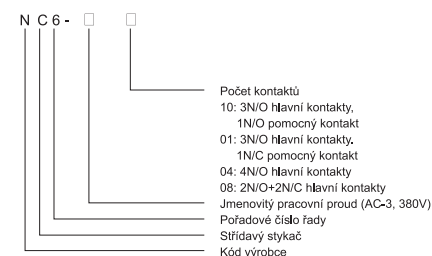 N C 6 - □ □
Počet kontaktů
10: 3N/O hlavní kontakty,
1N/O pomocný kontakt
01: 3N/O hlavní kontakty.
1N/C pomocný kontakt
04: 4N/O hlavní kontakty
08: 2N/O+2N/C hlavní kontakty
Jmenovitý pracovní proud (AC-3, 380V)
Pořadové číslo řady
Střídavý stykač
Kód výrobce